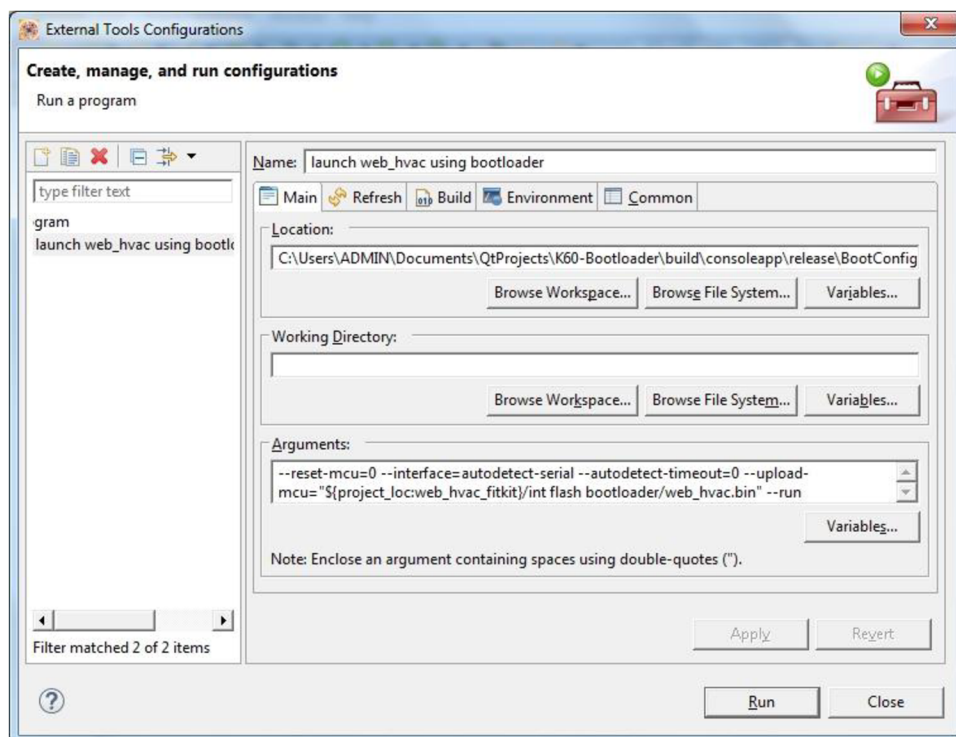 External Tools Configurations
Create, manage, and run configurations
Run a program
type filter text
gram
launch web_hvac using bootl
Filter matched 2 of 2 items
Name: launch web_hvac using bootloader
Main Refresh Build Environment Common
Location:
C:\Users\ADMIN\Documents\QtProjects\K60-Bootloader\build\consoleapp\release\BootConfig
Browse Workspace... Browse File System... Variables...
Working Directory:
Browse Workspace... Browse File System... Variables...
Arguments:
--reset-mcu=0 --interface=autodetect-serial --autodetect-timeout=0 --upload-
mcu="${project_loc:web_hvac_fitkit}/int flash bootloader/web_hvac.bin" --run
Variables...
Note: Enclose an argument containing spaces using double-quotes (").
Apply Revert
Run Close